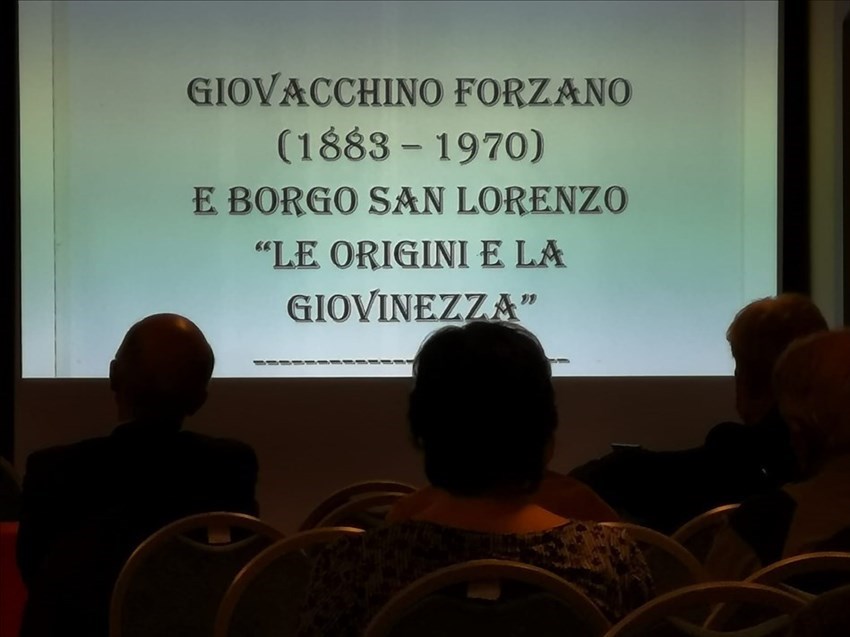 GIOVACCHINO FORZANO
(1883 – 1970)
E BORGO SAN LORENZO
“LE ORIGINI E LA
GIOVINEZZA”